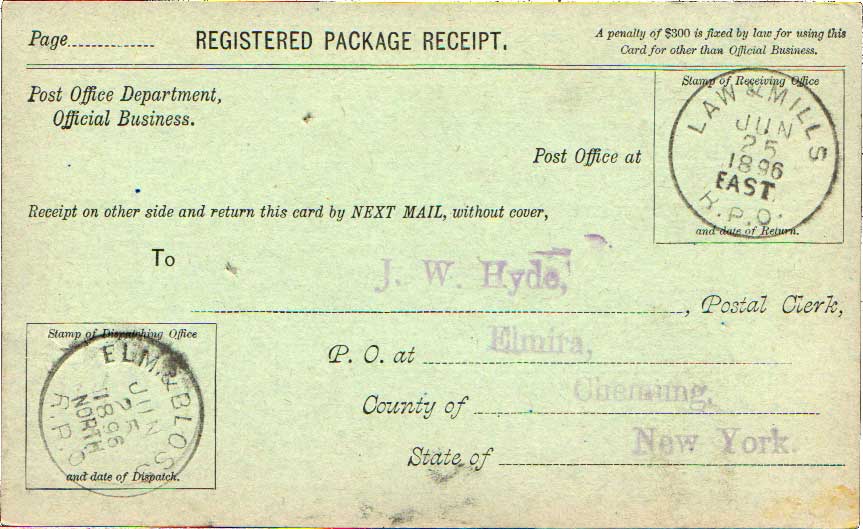 Page
REGISTERED PACKAGE RECEIPT.
A penalty of $300 is fixed by law for using this
Card for other than Official Business.
Post Office Department,
Official Business.
Stamp of Receiving Office
LAW & MILLS
JUN
25
1896
EAST
R.P.O.
and date of Return.
Post Office at
Receipt on other side and return this card by NEXT MAIL, without cover,
To
J. W. Hyde,
, Postal Clerk,
Stamp of Dispatching Office
ELM. & BLOS
JUN
25
1896
NORTH
R.P.O
and date of Dispatch.
P. O. at Elmira,
County of Chemung,
State of New York.